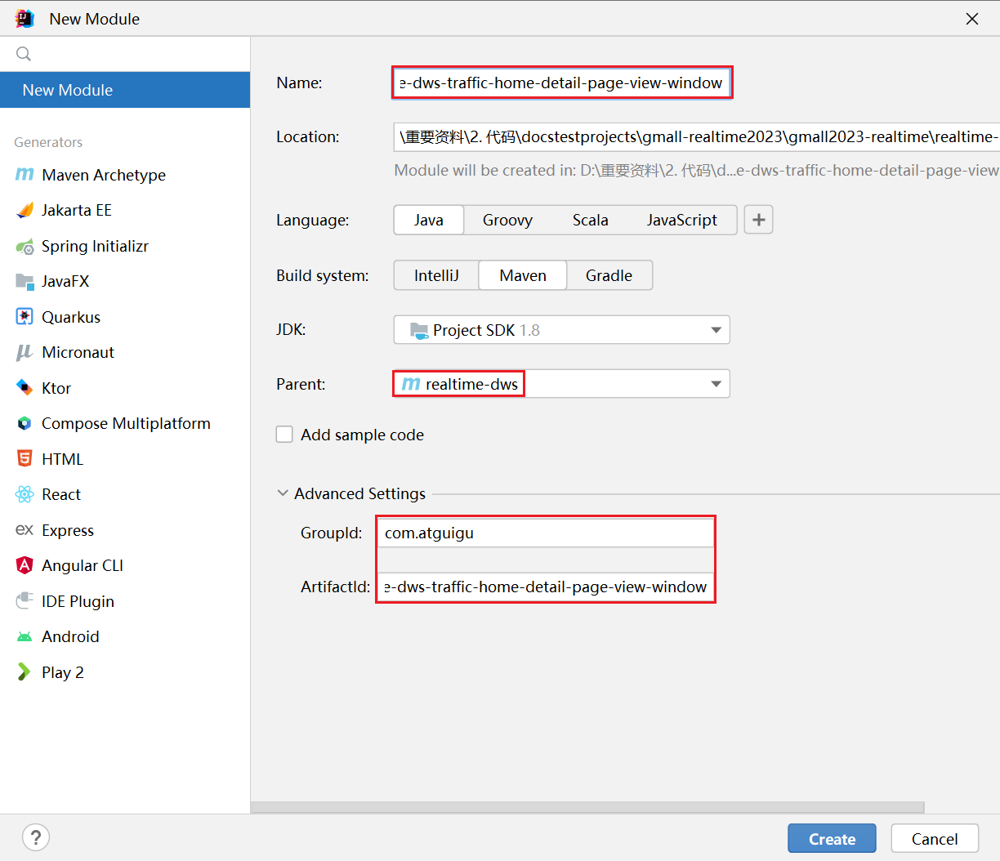 New Module
New Module
Generators
Maven Archetype
Jakarta EE
Spring Initializr
JavaFX
Quarkus
Micronaut
Ktor
Compose Multiplatform
HTML
React
Express
Angular CLI
IDE Plugin
Android
Play 2
Name: e-dws-traffic-home-detail-page-view-window
Location: \重要资料\2. 代码\docstestprojects\gmall-realtime2023\gmall2023-realtime\realtime-
Module will be created in: D:\重要资料\2. 代码\d...e-dws-traffic-home-detail-page-view
Language: Java Groovy Scala JavaScript +
Build system: IntelliJ Maven Gradle
JDK: Project SDK 1.8
Parent: realtime-dws
Add sample code
Advanced Settings
GroupId: com.atguigu
ArtifactId: e-dws-traffic-home-detail-page-view-window
? Create Cancel